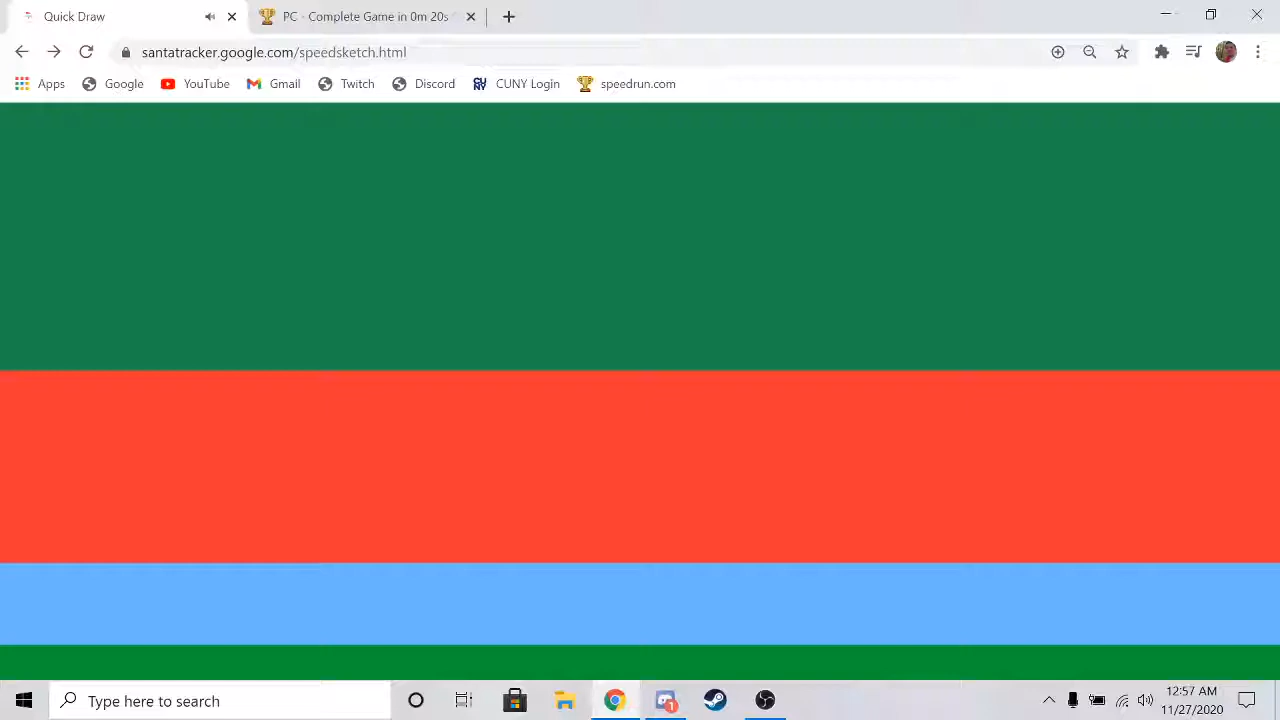 Quick Draw
PC - Complete Game in 0m 20s
santatracker.google.com/speedsketch.html
Apps Google YouTube Gmail Twitch Discord CUNY Login speedrun.com
Type here to search
1
12:57 AM
11/27/2020